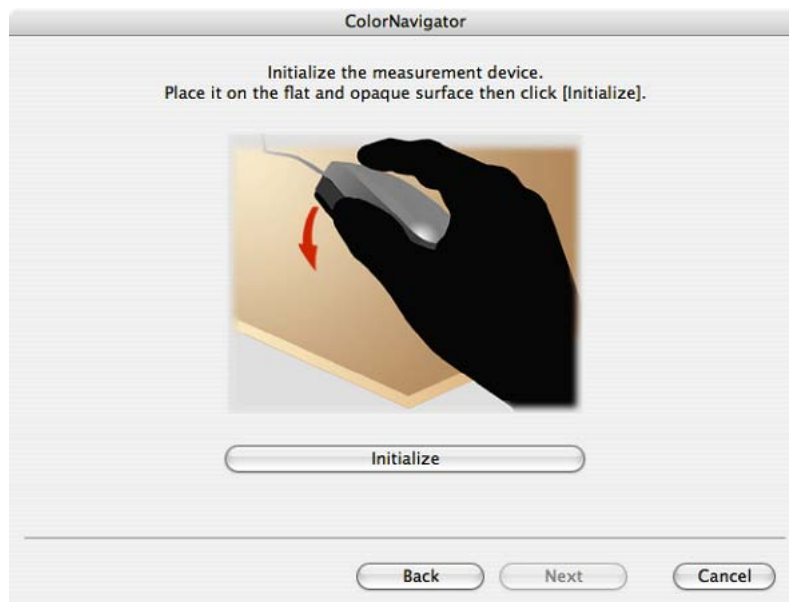 ColorNavigator
Initialize the measurement device.
Place it on the flat and opaque surface then click [Initialize].
Initialize
Back
Next
Cancel